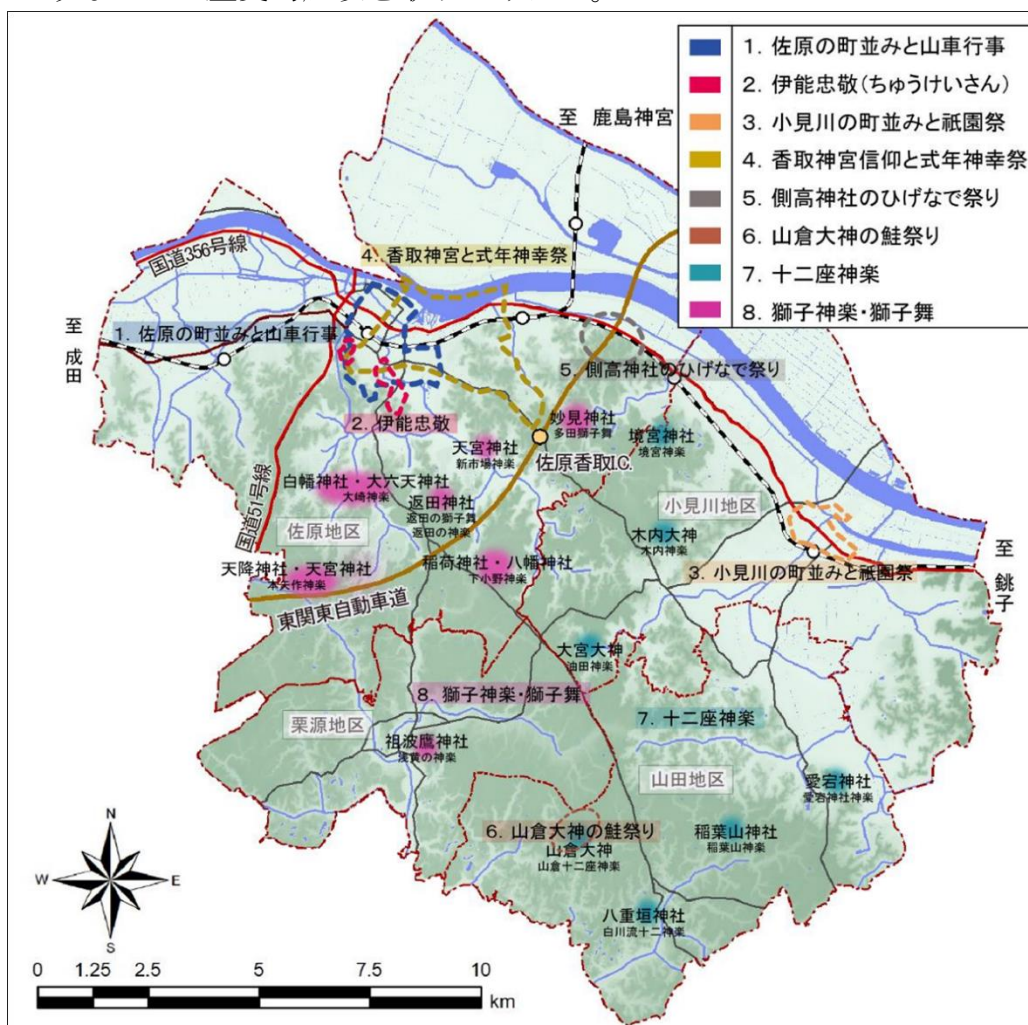 1. 佐原の町並みと山車行事
2. 伊能忠敬(ちゅうけいさん)
3. 小見川の町並みと祇園祭
4. 香取神宮信仰と式年神幸祭
5. 側高神社のひげなで祭り
6. 山倉大神の鮭祭り
7. 十二座神楽
8. 獅子神楽・獅子舞
至 鹿島神宮
国道356号線
4. 香取神宮と式年神幸祭
至 成田
1. 佐原の町並みと山車行事
5. 側高神社のひげなで祭り
2. 伊能忠敬
妙見神社
多田獅子舞
境宮神社
境宮神楽
天宮神社
新市場神楽
佐原香取I.C.
白幡神社・大六天神社
大崎神楽
国道51号線
返田神社
返田の獅子舞
返田の神楽
佐原地区
小見川地区
木内大神
木内神楽
稲荷神社・八幡神社
下小野神楽
天降神社・天宮神社
本矢作神楽
3. 小見川の町並みと祇園祭
至 銚子
東関東自動車道
大宮大神
油田神楽
8. 獅子神楽・獅子舞
7. 十二座神楽
栗源地区
祖波鷹神社
浅黄の神楽
山田地区
愛宕神社
愛宕神社神楽
6. 山倉大神の鮭祭り
山倉大神
山倉十二座神楽
稲葉山神社
稲葉山神楽
八重垣神社
白川流十二神楽
N
W
E
S
0 1.25 2.5 5 7.5 10
km